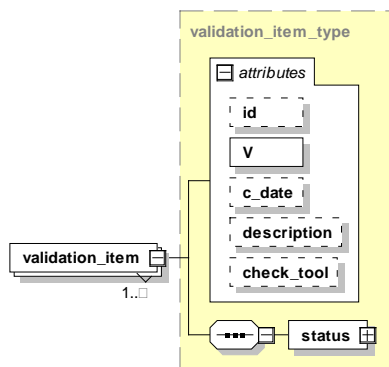 validation_item_type
attributes
id
V
c_date
description
check_tool
validation_item
1..
status